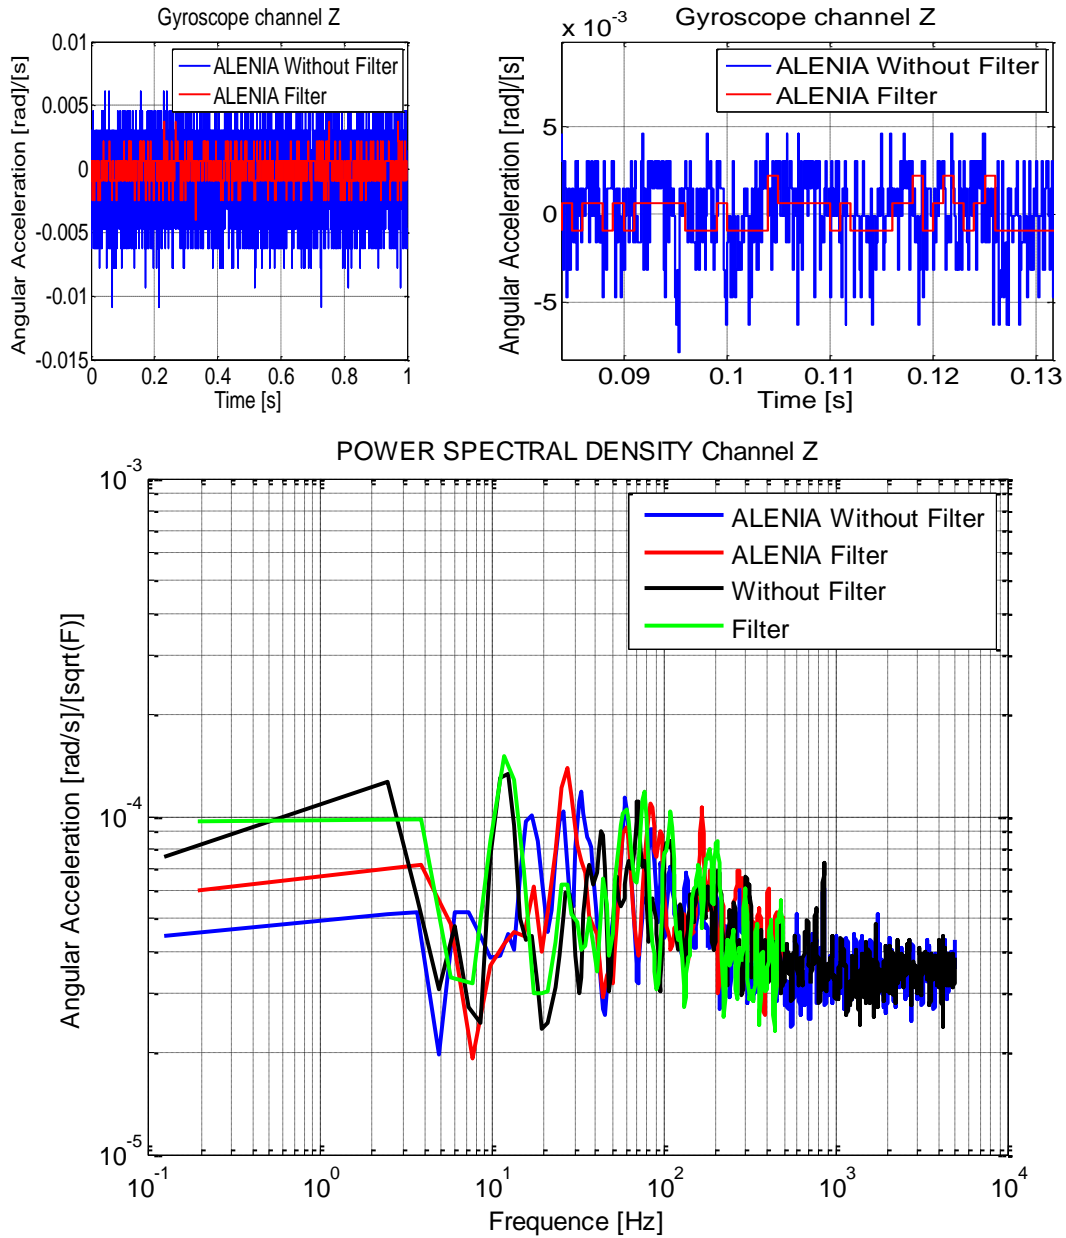 Gyroscope channel Z
Angular Acceleration [rad]/[s]
0.01
0.005
0
-0.005
-0.01
-0.015
ALENIA Without Filter
ALENIA Filter
0
0.2
0.4
0.6
0.8
1
Time [s]
x 10^-3
Gyroscope channel Z
Angular Acceleration [rad]/[s]
5
0
-5
ALENIA Without Filter
ALENIA Filter
0.09
0.1
0.11
0.12
0.13
Time [s]
POWER SPECTRAL DENSITY Channel Z
Angular Acceleration [rad/s]/[sqrt(F)]
10^-3
10^-4
10^-5
ALENIA Without Filter
ALENIA Filter
Without Filter
Filter
10^-1
10^0
10^1
10^2
10^3
10^4
Frequence [Hz]